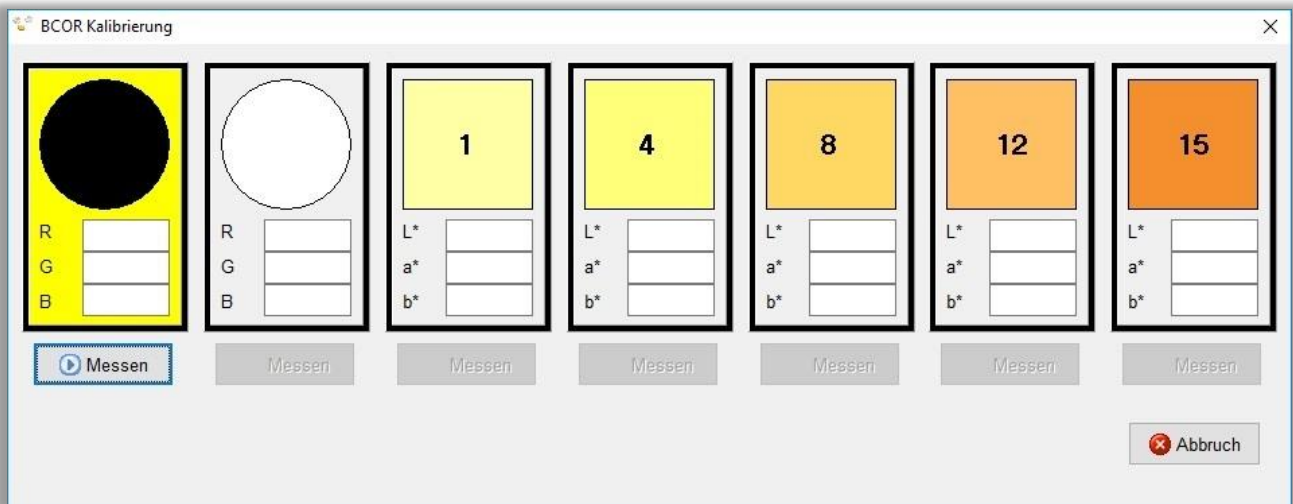 BCOR Kalibrierung
1 4 8 12 15
R R L* L* L* L* L*
G G a* a* a* a* a*
B B b* b* b* b* b*
Messen Messen Messen Messen Messen Messen Messen
Abbruch